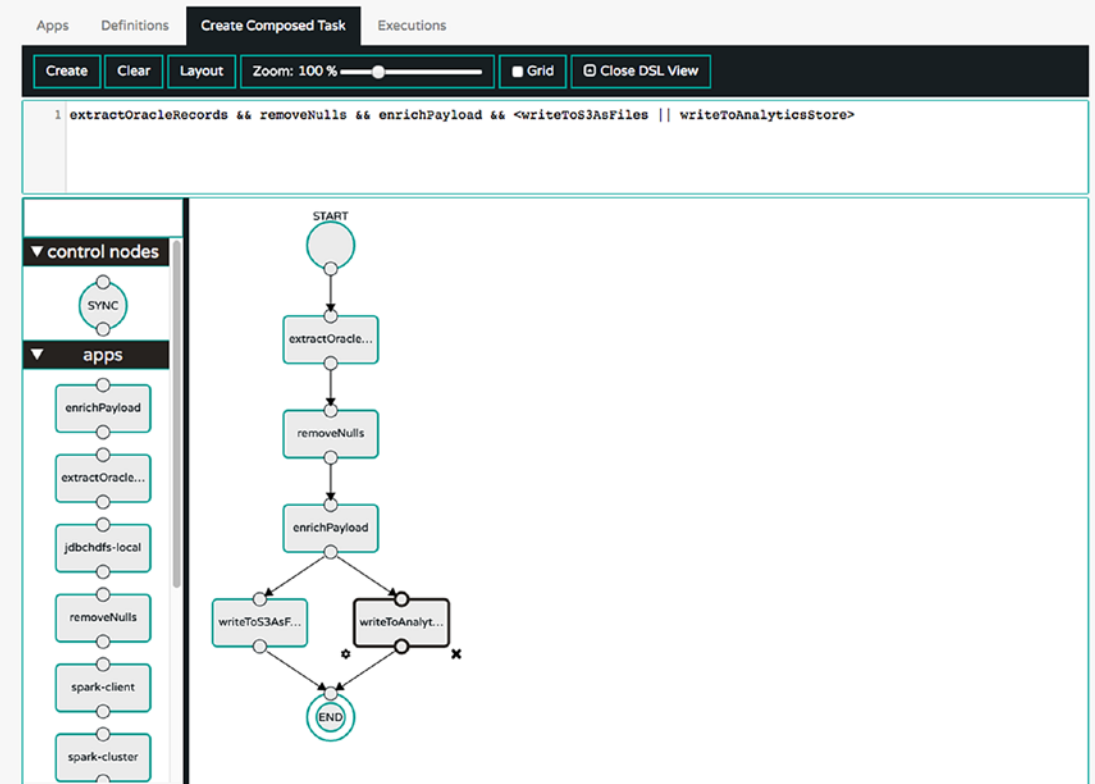 Apps Definitions Create Composed Task Executions
Create Clear Layout Zoom: 100 % Grid Close DSL View
1 extractOracleRecords && removeNulls && enrichPayload && <writeToS3AsFiles || writeToAnalyticsStore>
control nodes
SYNC
apps
enrichPayload
extractOracle...
jdbchdfs-local
removeNulls
spark-client
spark-cluster
START
extractOracle...
removeNulls
enrichPayload
writeToS3AsF... writeToAnalyt...
END